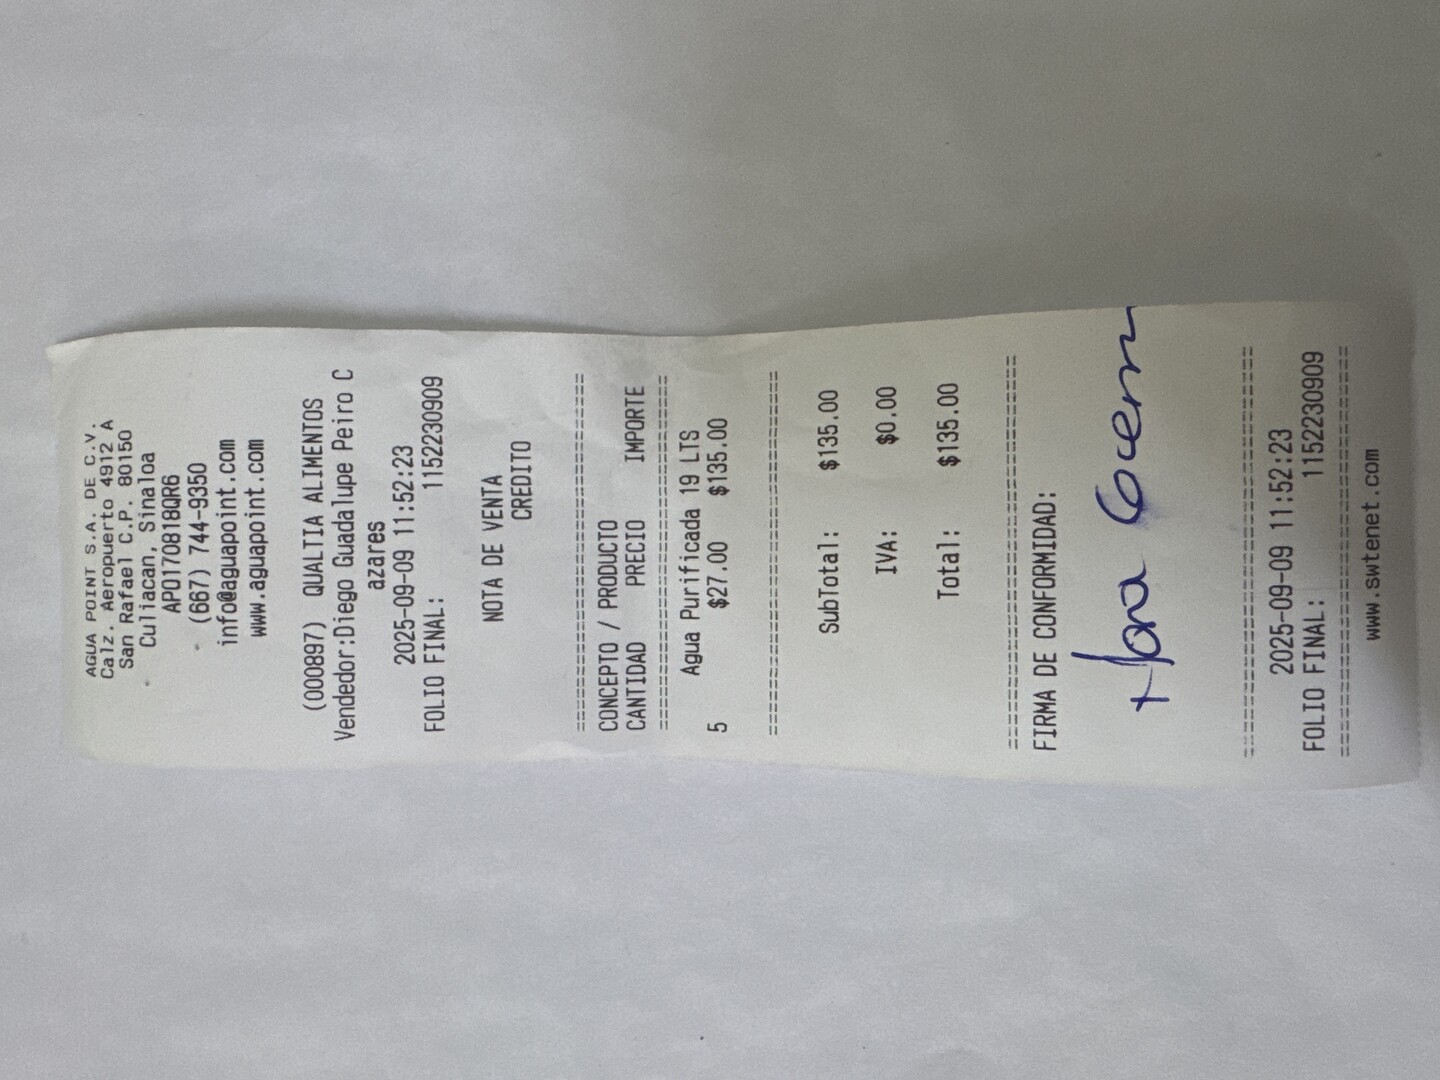 AGUA POINT S.A. DE C.V.
Calz. Aeropuerto 4912 A
San Rafael C.P. 80150
Culiacan, Sinaloa
APO170818QR6
(667) 744-9350
info@aguapoint.com
www.aguapoint.com
(000897) QUALTIA ALIMENTOS
Vendedor:Diego Guadalupe Peiro C
azares
2025-09-09 11:52:23
FOLIO FINAL: 1152230909
NOTA DE VENTA
CREDITO
================================
CONCEPTO / PRODUCTO
CANTIDAD PRECIO IMPORTE
================================
Agua Purificada 19 LTS
5 $27.00 $135.00
================================
SubTotal: $135.00
IVA: $0.00
Total: $135.00
================================
FIRMA DE CONFORMIDAD:
================================
2025-09-09 11:52:23
FOLIO FINAL: 1152230909
================================
www.swtenet.com